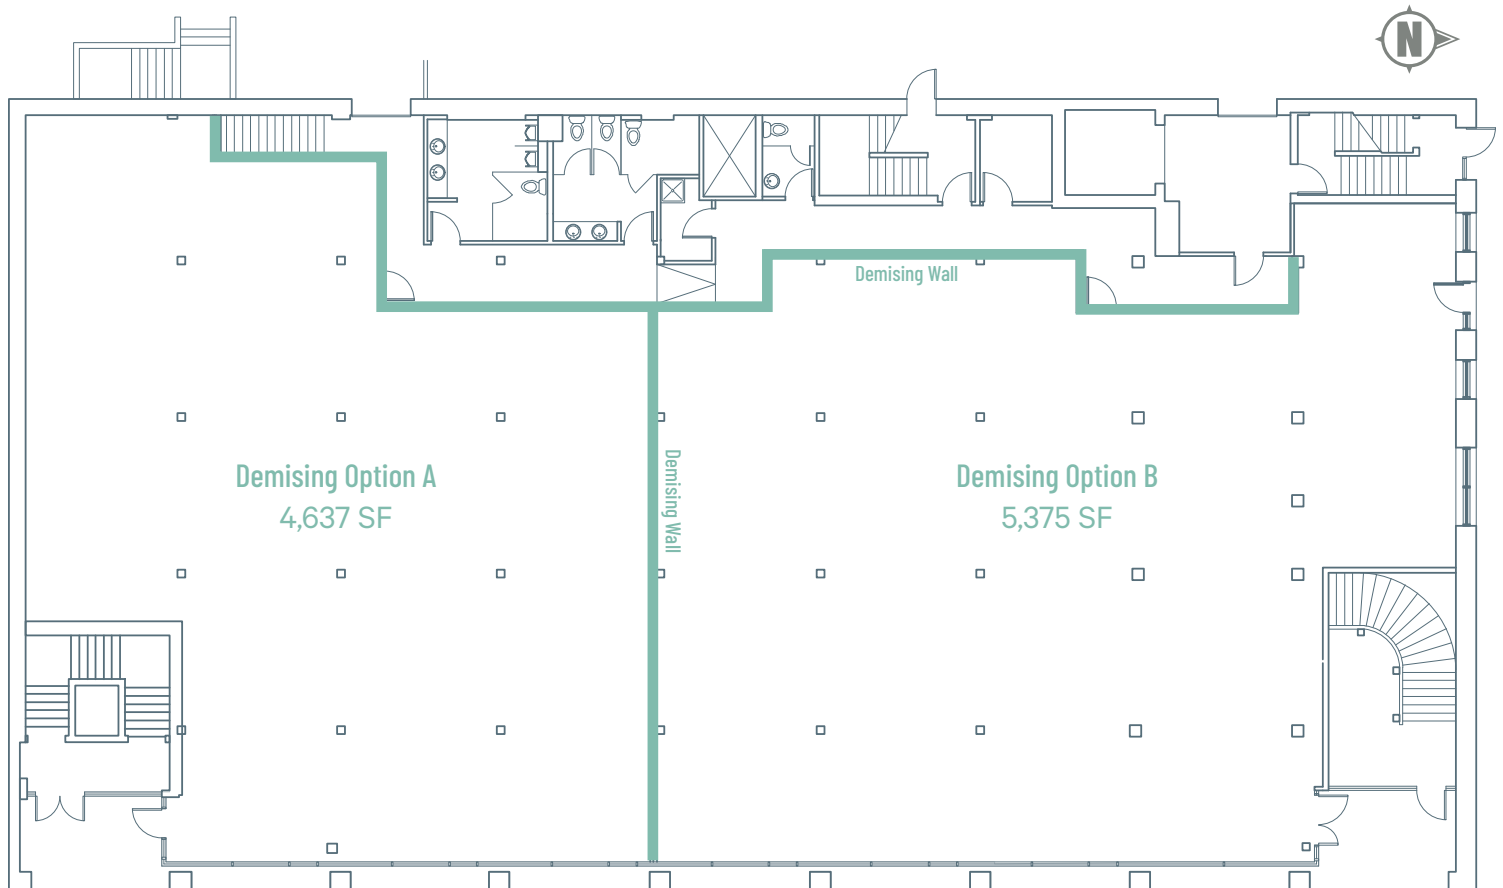 N
Demising Wall
Demising Option A
4,637 SF
Demising Wall
Demising Option B
5,375 SF